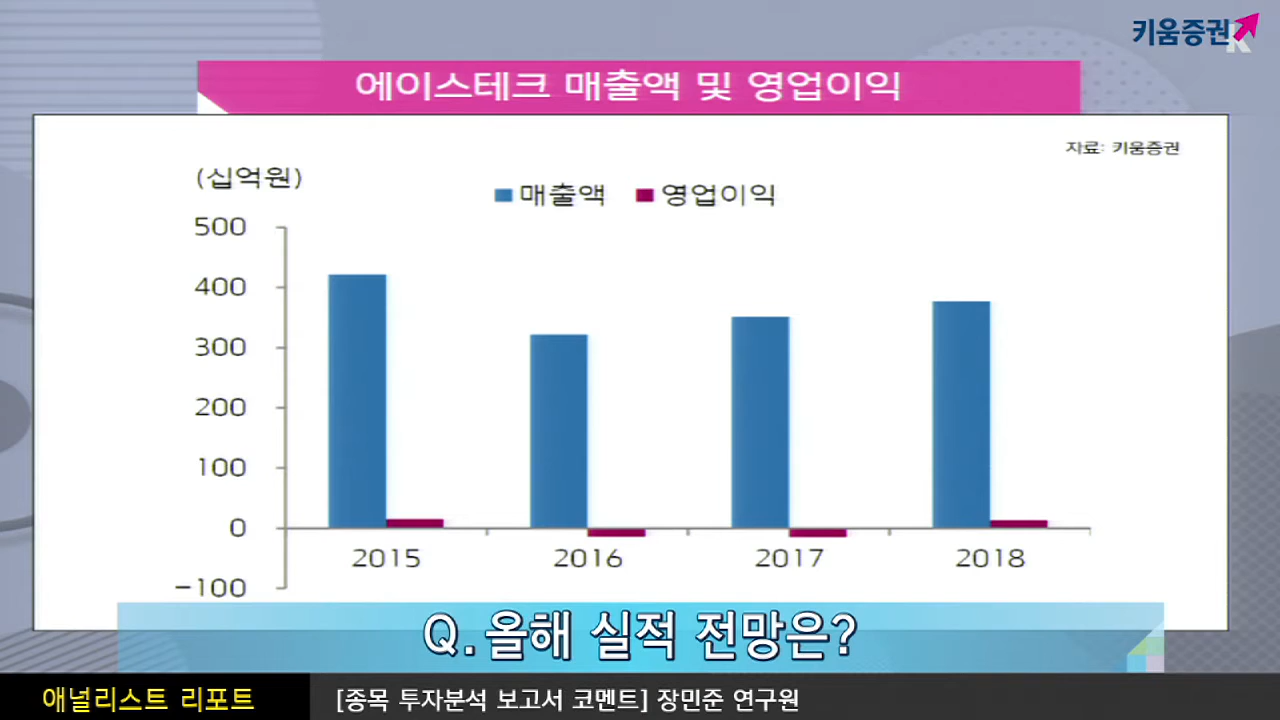 키움증권
에이스테크 매출액 및 영업이익
자료: 키움증권
(십억원)
매출액 영업이익
500
400
300
200
100
0
-100
2015 2016 2017 2018
Q. 올해 실적 전망은?
애널리스트 리포트 [종목 투자분석 보고서 코멘트] 장민준 연구원